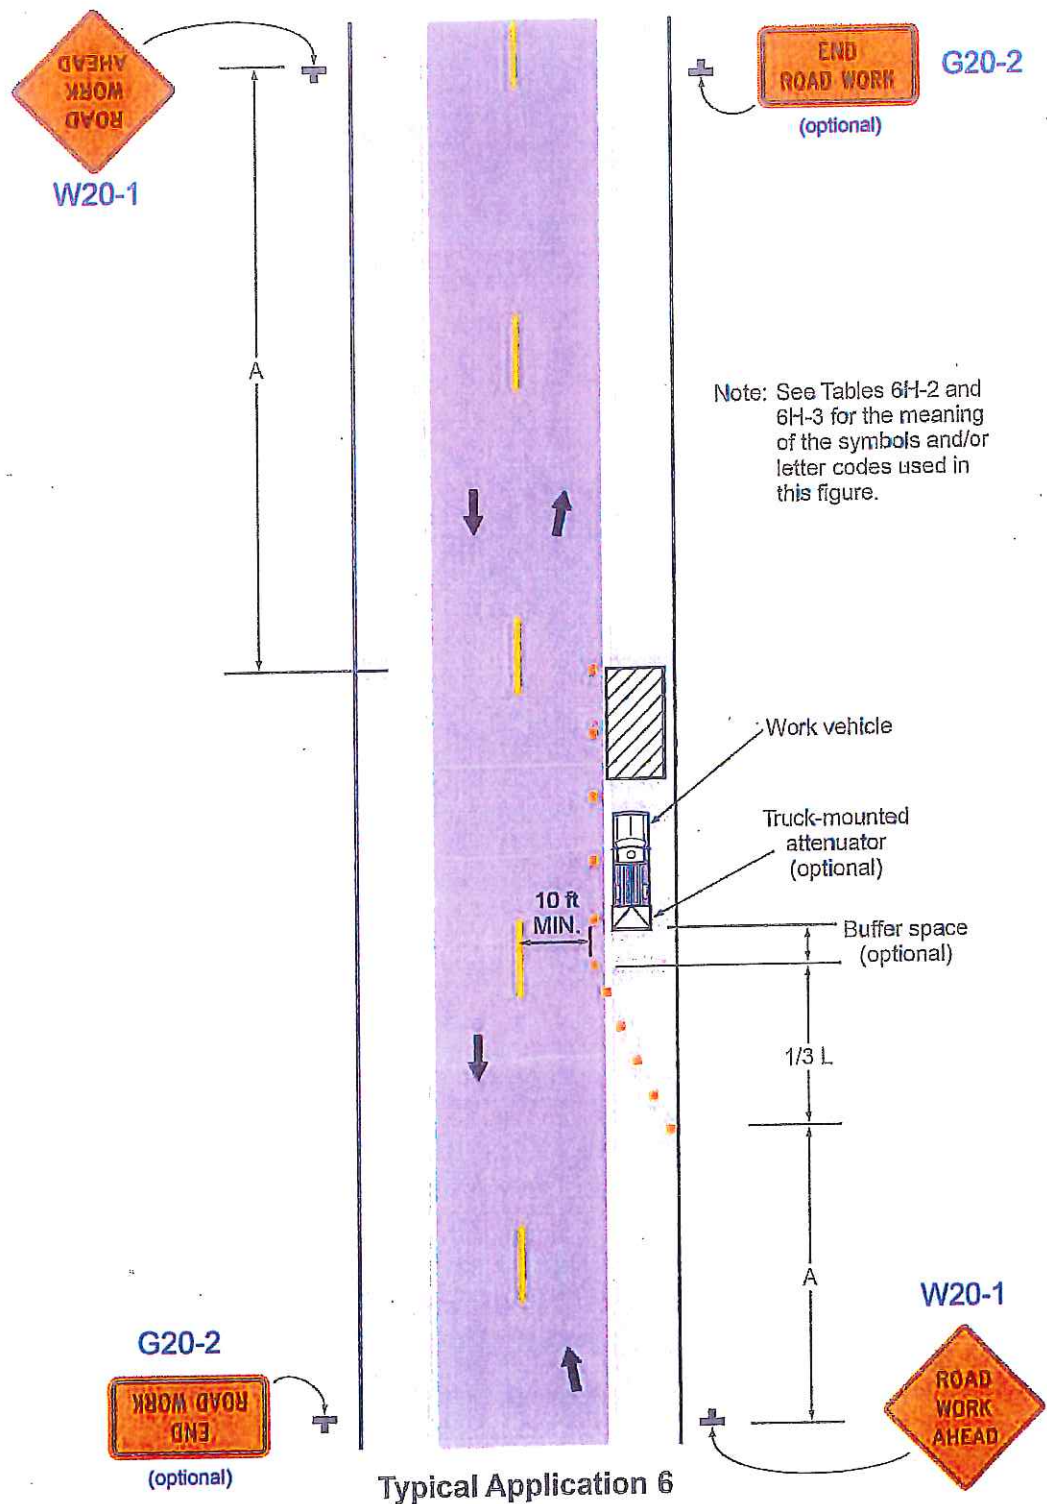 ROAD
WORK
AHEAD
W20-1
END
ROAD WORK
(optional)
G20-2
A
Note: See Tables 6H-2 and
6H-3 for the meaning
of the symbols and/or
letter codes used in
this figure.
Work vehicle
Truck-mounted
attenuator
(optional)
10 ft
MIN.
Buffer space
(optional)
1/3 L
A
W20-1
ROAD
WORK
AHEAD
G20-2
END
ROAD WORK
(optional)
Typical Application 6